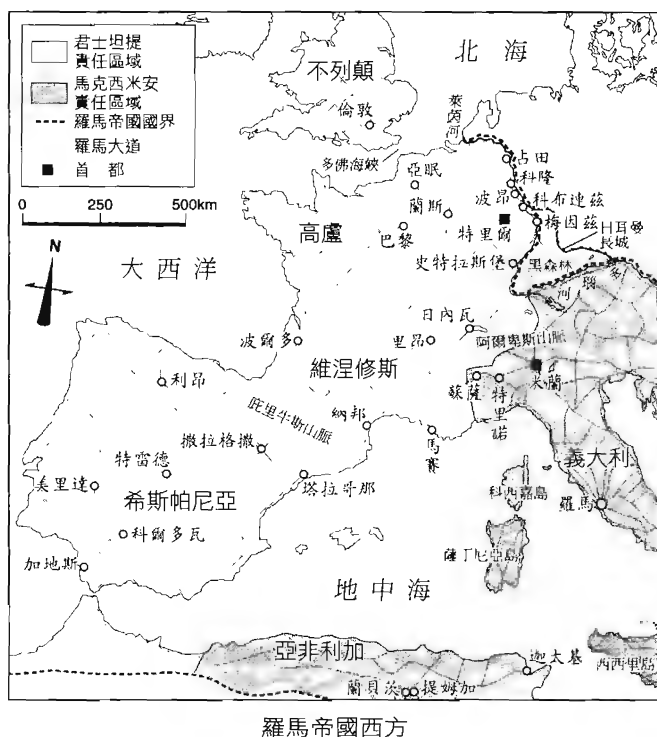 君士坦提
責任區域
馬克西米安
責任區域
羅馬帝國國界
羅馬大道
首都
0 250 500km
N
北海
不列顛
倫敦
萊茵河
多佛海峽
占田
科隆
亞眠
波昂
科布連茲
蘭斯
梅因茲
日耳曼
長城
高盧
巴黎
特里爾
大西洋
史特拉斯堡
黑森林
多瑙河
日內瓦
波爾多
里昂
阿爾卑斯山脈
維涅修斯
米蘭
利昂
蘇薩
特里諾
庇里牛斯山脈
納邦
馬賽
撒拉格撒
特雷德
義大利
美里達
塔拉哥那
科西嘉島
希斯帕尼亞
羅馬
科爾多瓦
加地斯
薩丁尼亞島
地中海
亞非利加
迦太基
西西里島
蘭貝茨
提姆加
羅馬帝國西方